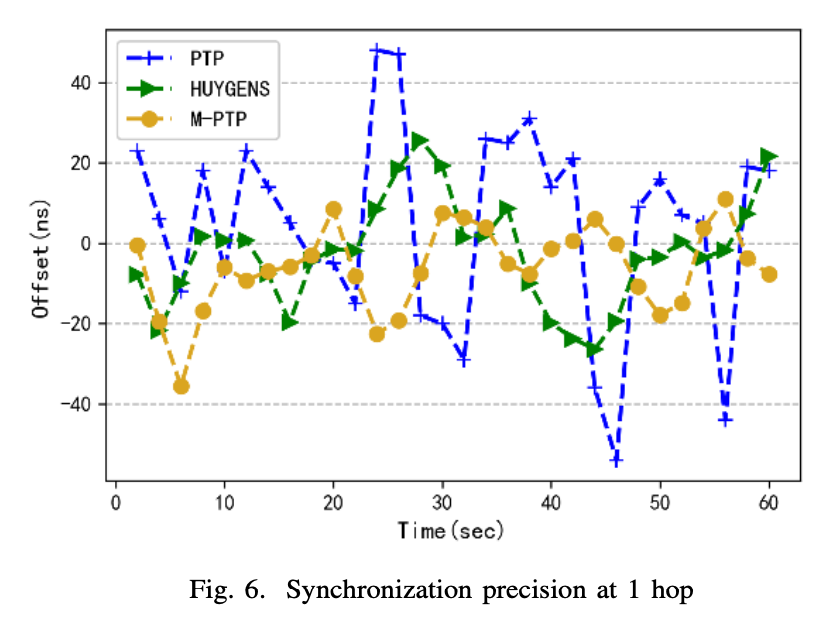 PTP
HUYGENS
M-PTP
40
20
0
−20
−40
Offset(ns)
0 10 20 30 40 50 60
Time(sec)
Fig. 6. Synchronization precision at 1 hop